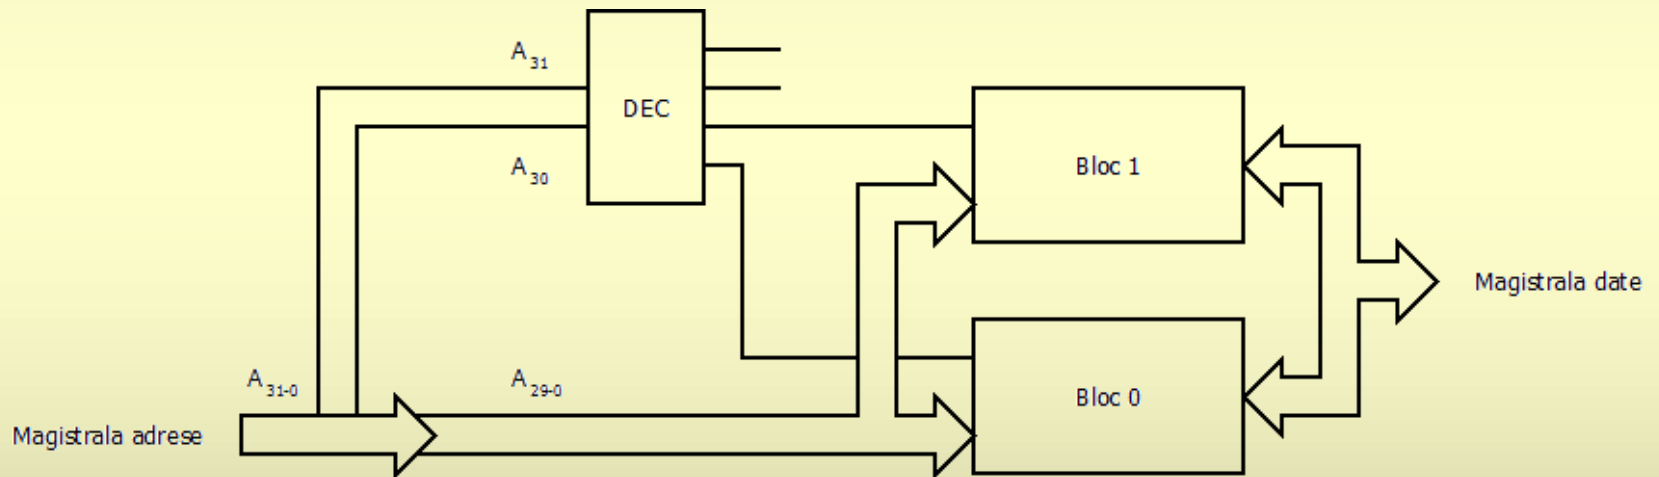 A31
DEC
A30
Bloc 1
Magistrala date
A31-0
A29-0
Bloc 0
Magistrala adrese